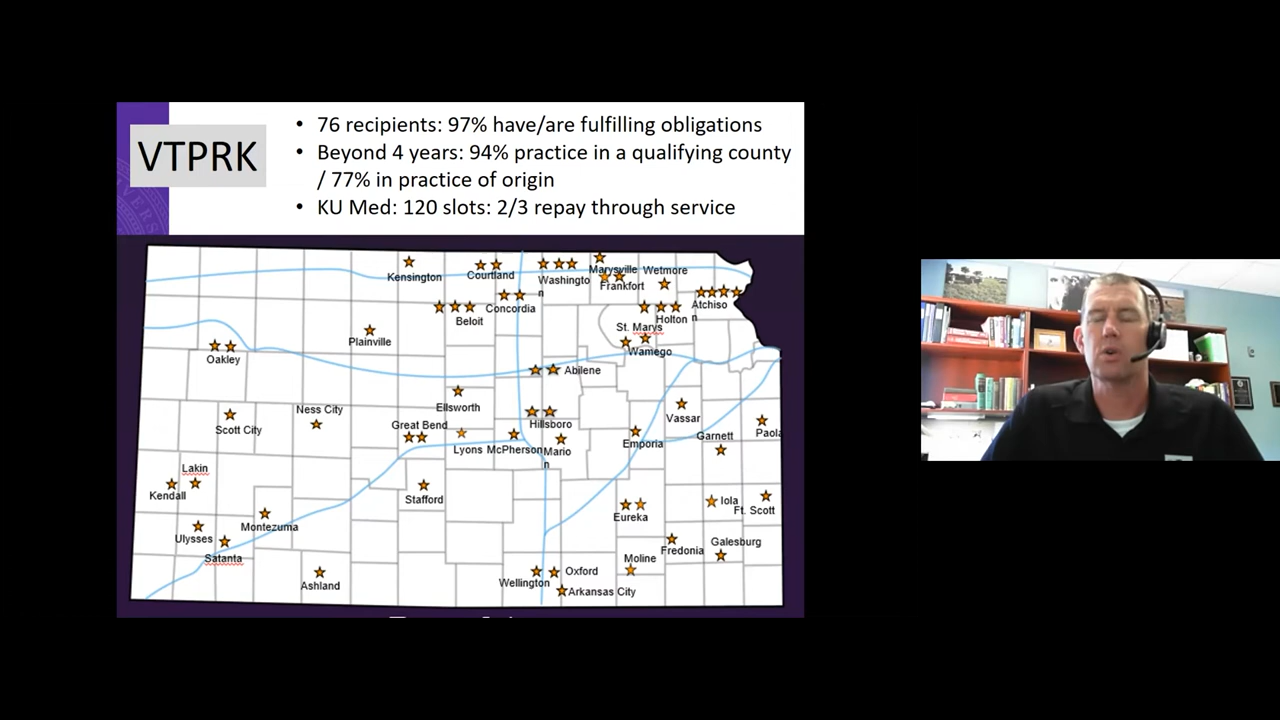 VTPRK
• 76 recipients: 97% have/are fulfilling obligations
• Beyond 4 years: 94% practice in a qualifying county
/ 77% in practice of origin
• KU Med: 120 slots: 2/3 repay through service
Kensington
Courtland
Washingto
n
Marysville
Wetmore
Frankfort
Atchiso
n
Concordia
Beloit
Holton
St. Marys
Wamego
Plainville
Oakley
Abilene
Ellsworth
Ness City
Scott City
Great Bend
Hillsboro
Vassar
Lyons
McPherson
Mario
n
Emporia
Garnett
Paola
Lakin
Kendall
Stafford
Eureka
Iola
Ft. Scott
Montezuma
Ulysses
Satanta
Fredonia
Galesburg
Moline
Ashland
Wellington
Oxford
Arkansas City